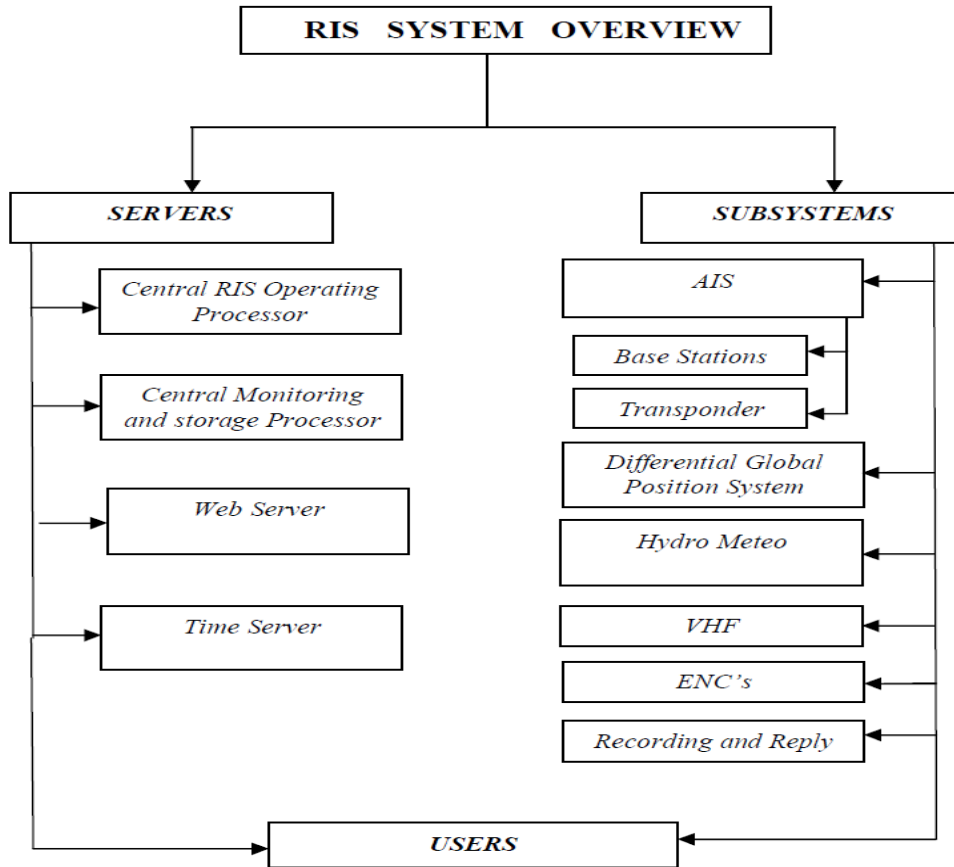 RIS SYSTEM OVERVIEW
SERVERS
Central RIS Operating
Processor
Central Monitoring
and storage Processor
Web Server
Time Server
SUBSYSTEMS
AIS
Base Stations
Transponder
Differential Global
Position System
Hydro Meteo
VHF
ENC's
Recording and Reply
USERS